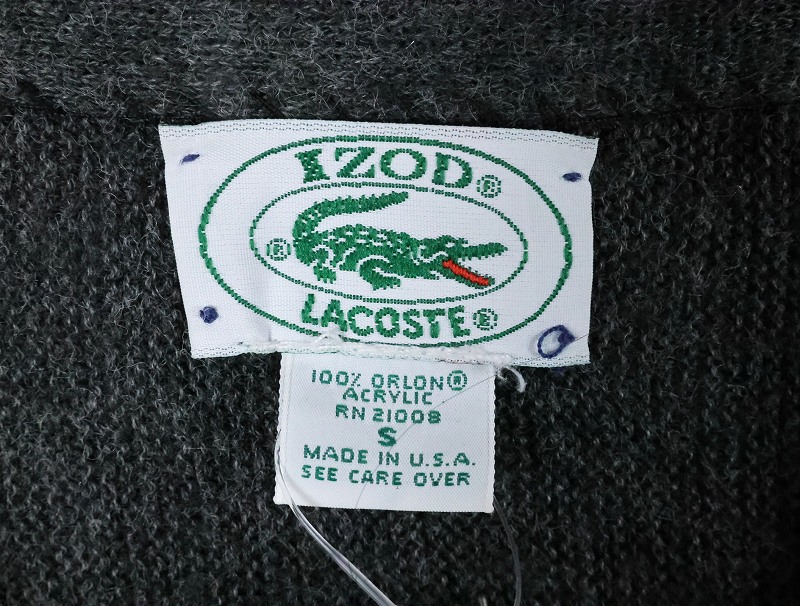 IZOD®
®
LACOSTE®
100% ORLON®
ACRYLIC
RN 21008
S
MADE IN U.S.A.
SEE CARE OVER